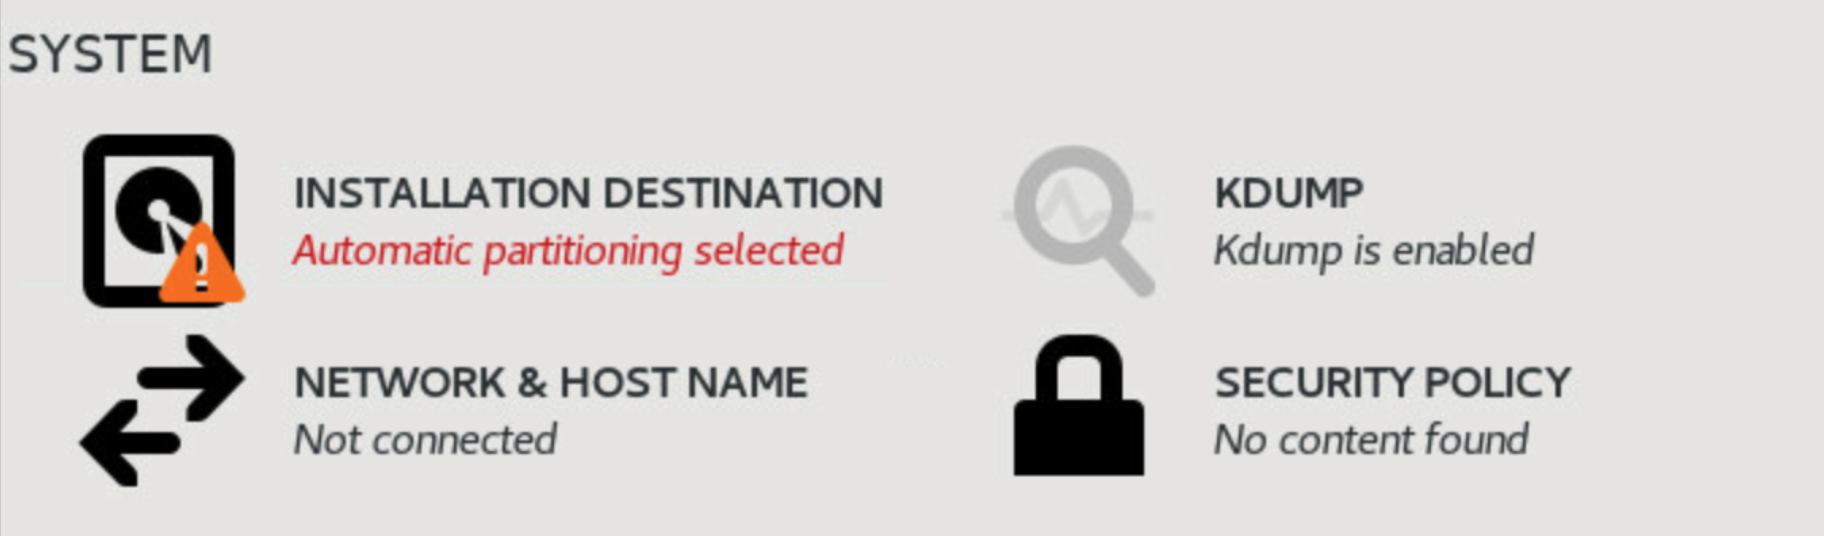 SYSTEM
INSTALLATION DESTINATION
Automatic partitioning selected
KDUMP
Kdump is enabled
NETWORK & HOST NAME
Not connected
SECURITY POLICY
No content found